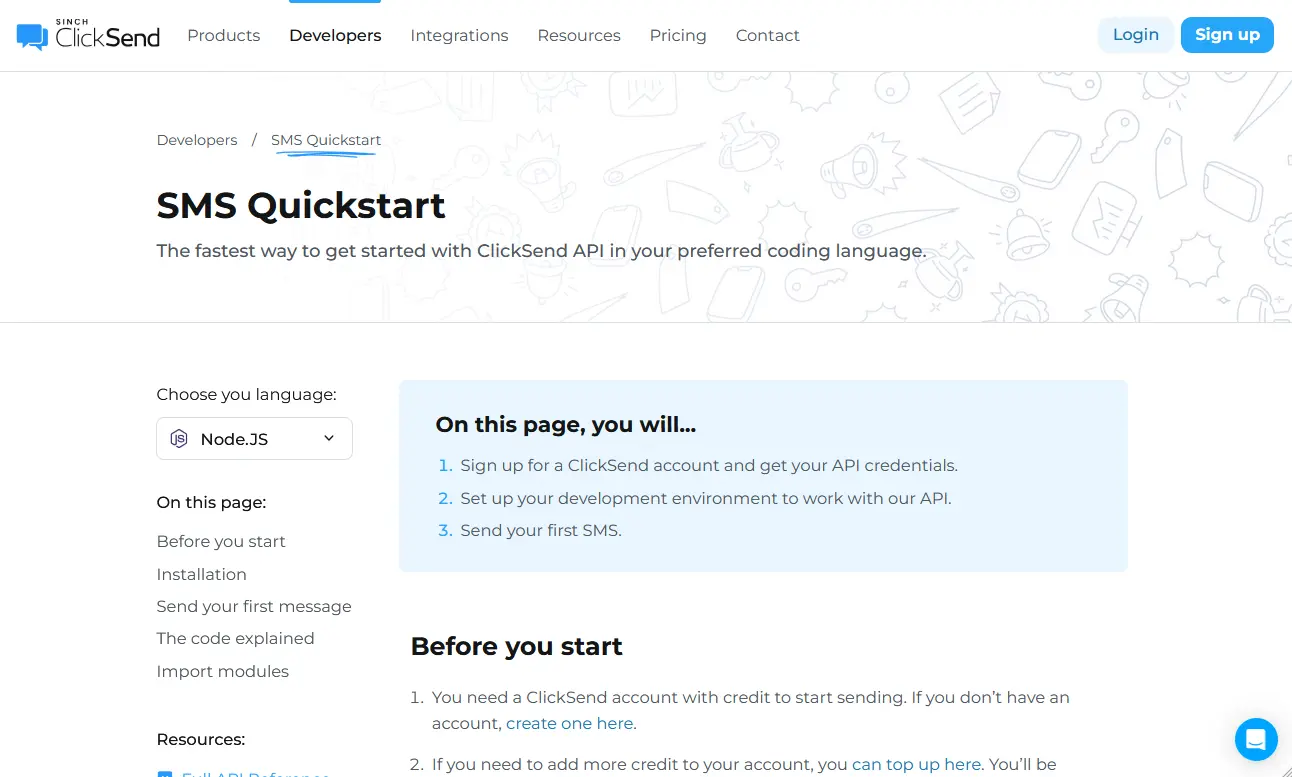 SINCH
ClickSend
Products
Developers
Integrations
Resources
Pricing
Contact
Login
Sign up
Developers / SMS Quickstart
SMS Quickstart
The fastest way to get started with ClickSend API in your preferred coding language.
Choose you language:
JS Node.JS
On this page:
Before you start
Installation
Send your first message
The code explained
Import modules
Resources:
Full API Reference
On this page, you will...
1. Sign up for a ClickSend account and get your API credentials.
2. Set up your development environment to work with our API.
3. Send your first SMS.
Before you start
1. You need a ClickSend account with credit to start sending. If you don’t have an
account, create one here.
2. If you need to add more credit to your account, you can top up here. You’ll be